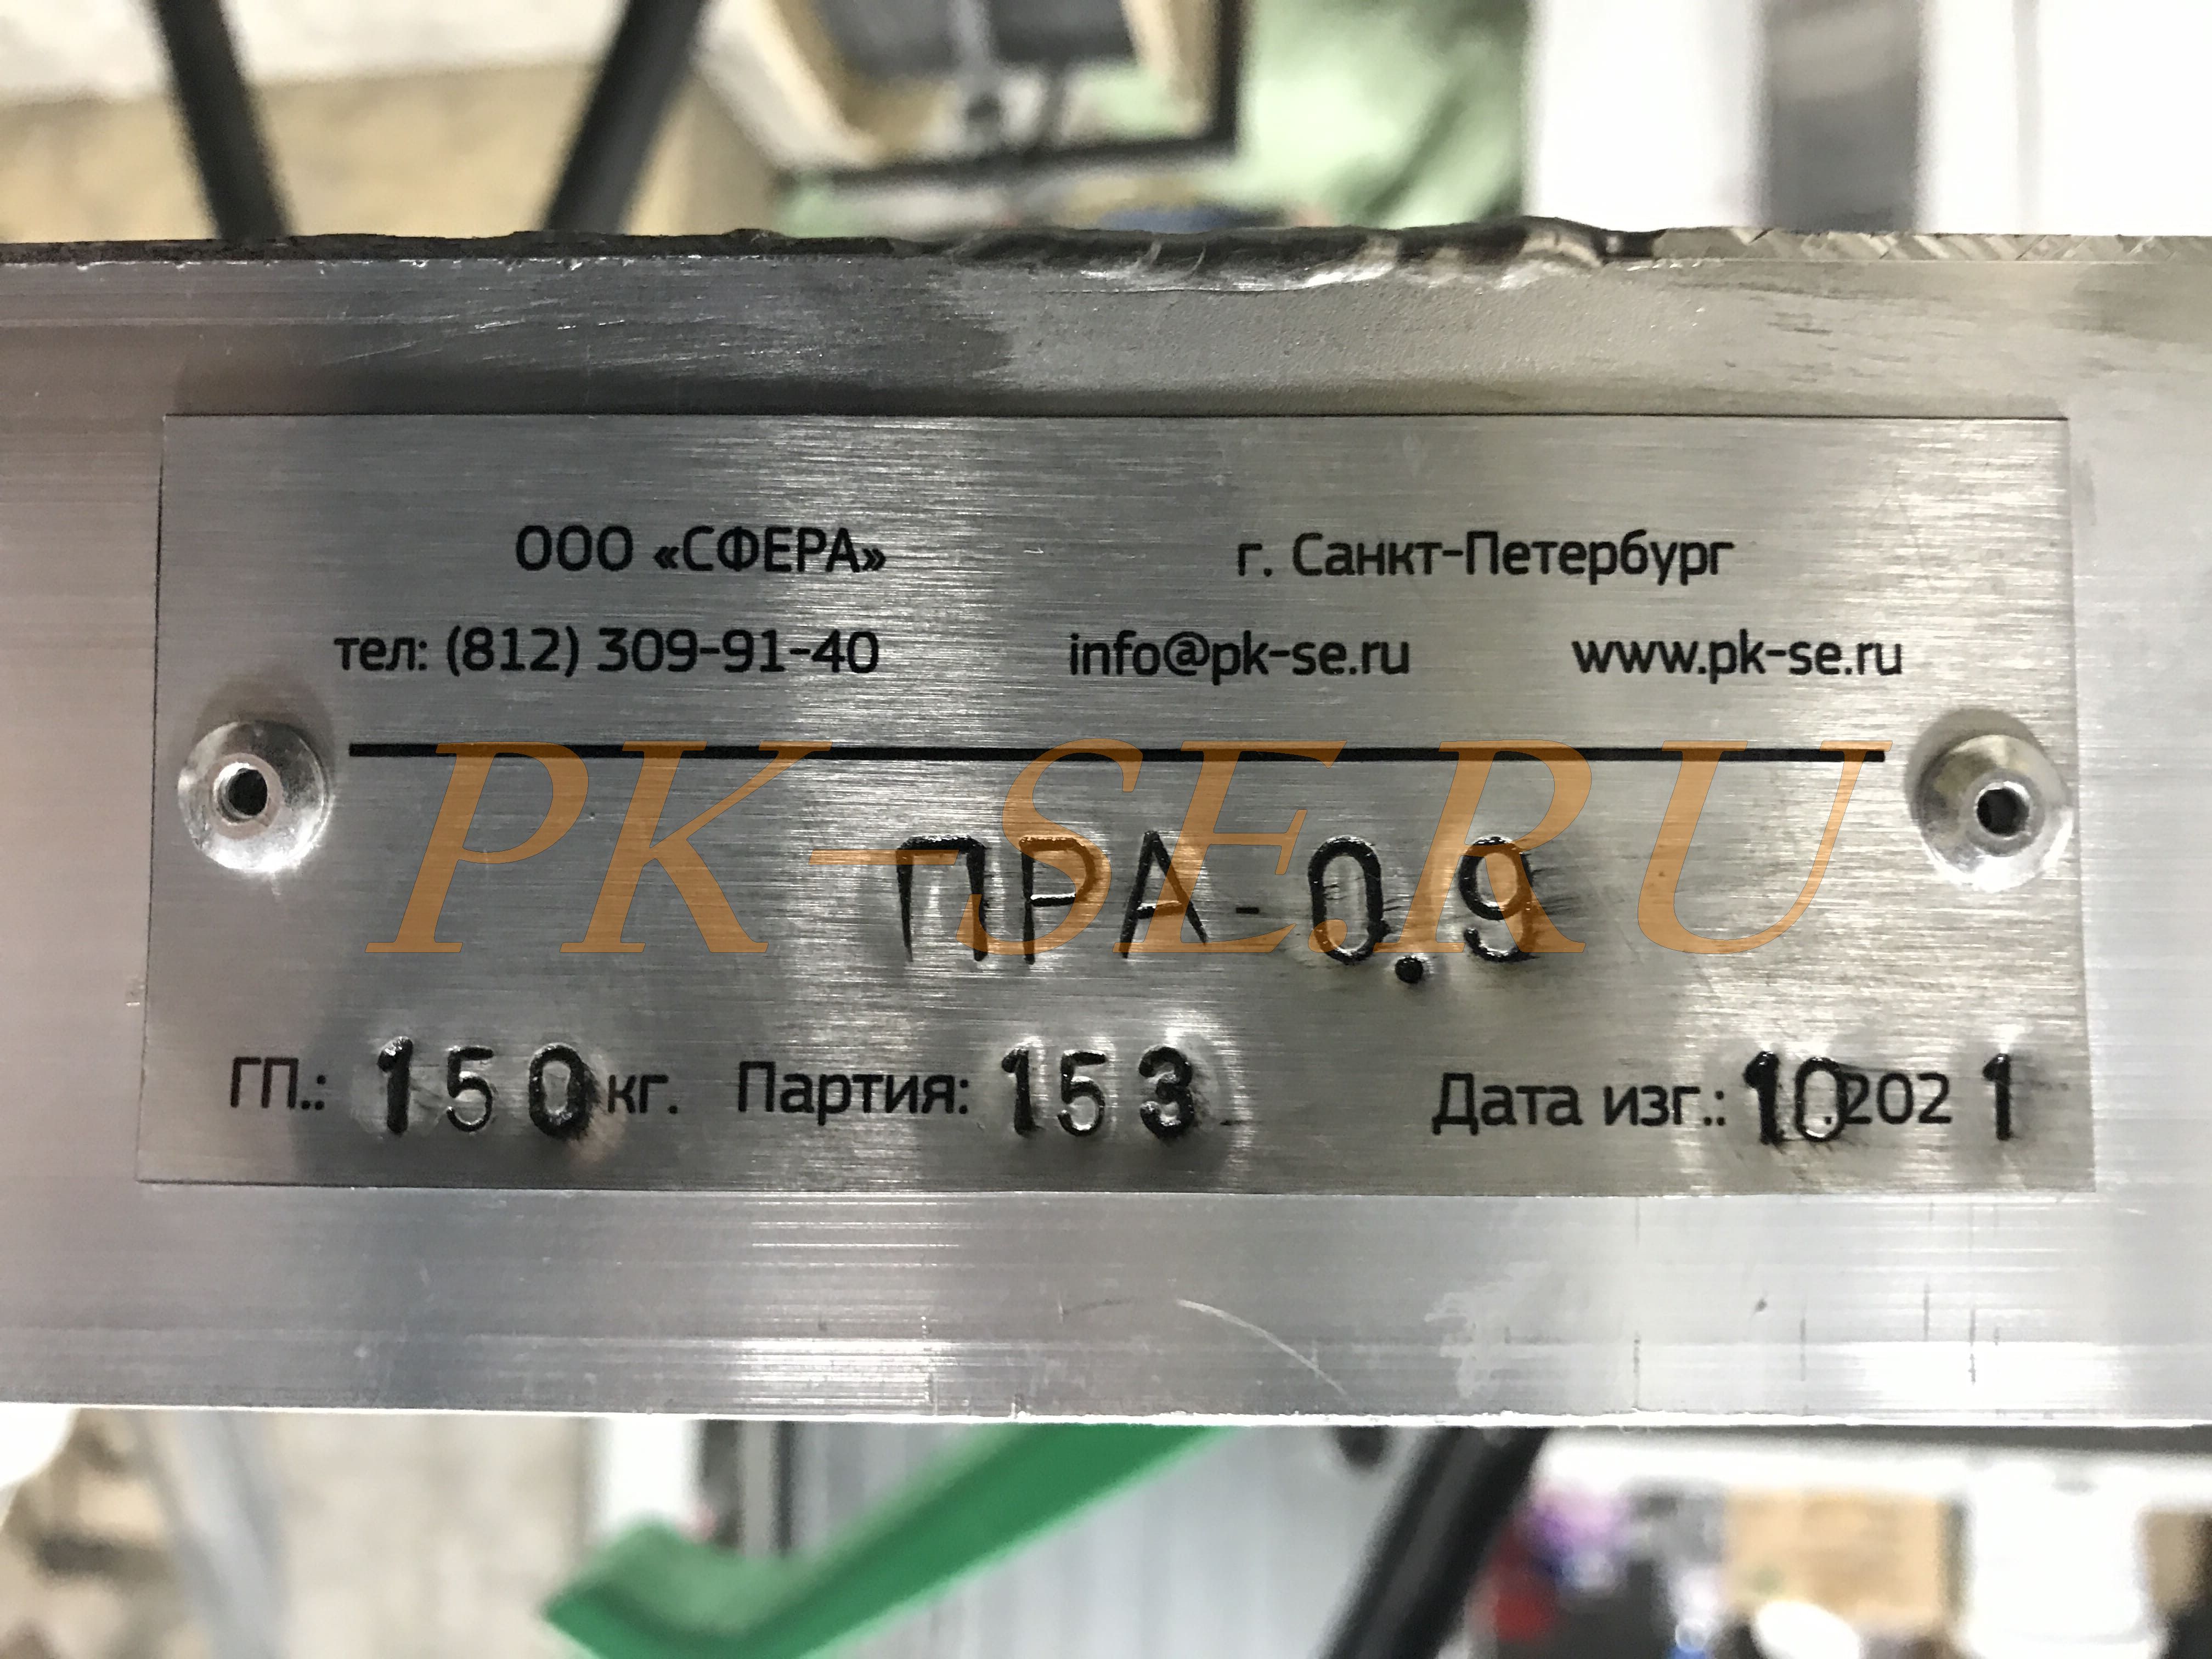 ООО «СФЕРА» г. Санкт-Петербург
тел: (812) 309-91-40 info@pk-se.ru www.pk-se.ru
PK-SE.RU
ПРА-0.9
ГП.: 150 кг. Партия: 153 Дата изг.: 10.2021